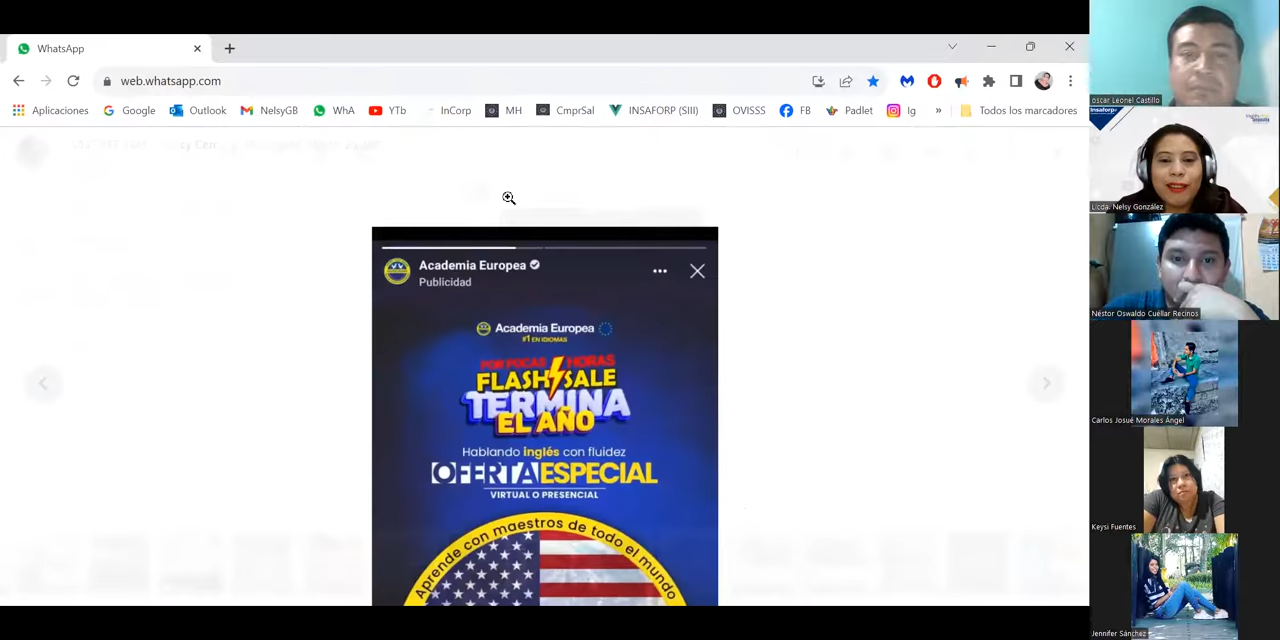 WhatsApp
web.whatsapp.com
Aplicaciones Google Outlook NelsyGB WhA YTb InCorp MH CmprSal INSAFORP (SIII) OVISSS FB Padlet Ig » Todos los marcadores
Academia Europea
Publicidad
Academia Europea
#1 EN IDIOMAS
POR POCAS HORAS
FLASH SALE
TERMINA
EL AÑO
Hablando inglés con fluidez
OFERTA ESPECIAL
VIRTUAL O PRESENCIAL
Aprende con maestros de todo el mundo
oscar Leonel Castillo
Insaforp
Licda. Nelsy González
Néstor Oswaldo Cuéllar Recinos
Carlos Josué Morales Ángel
Keysi Fuentes
Jennifer Sánchez